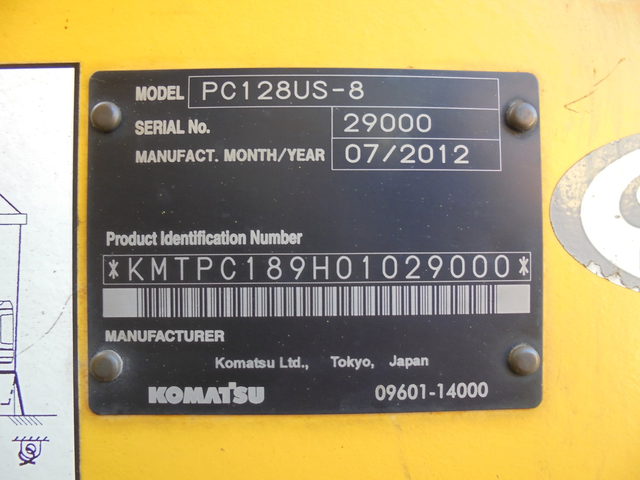 MODEL PC128US-8
SERIAL No. 29000
MANUFACT. MONTH/YEAR 07/2012
Product Identification Number
*KMTPC189H01029000*
MANUFACTURER
Komatsu Ltd., Tokyo, Japan
KOMATSU 09601-14000